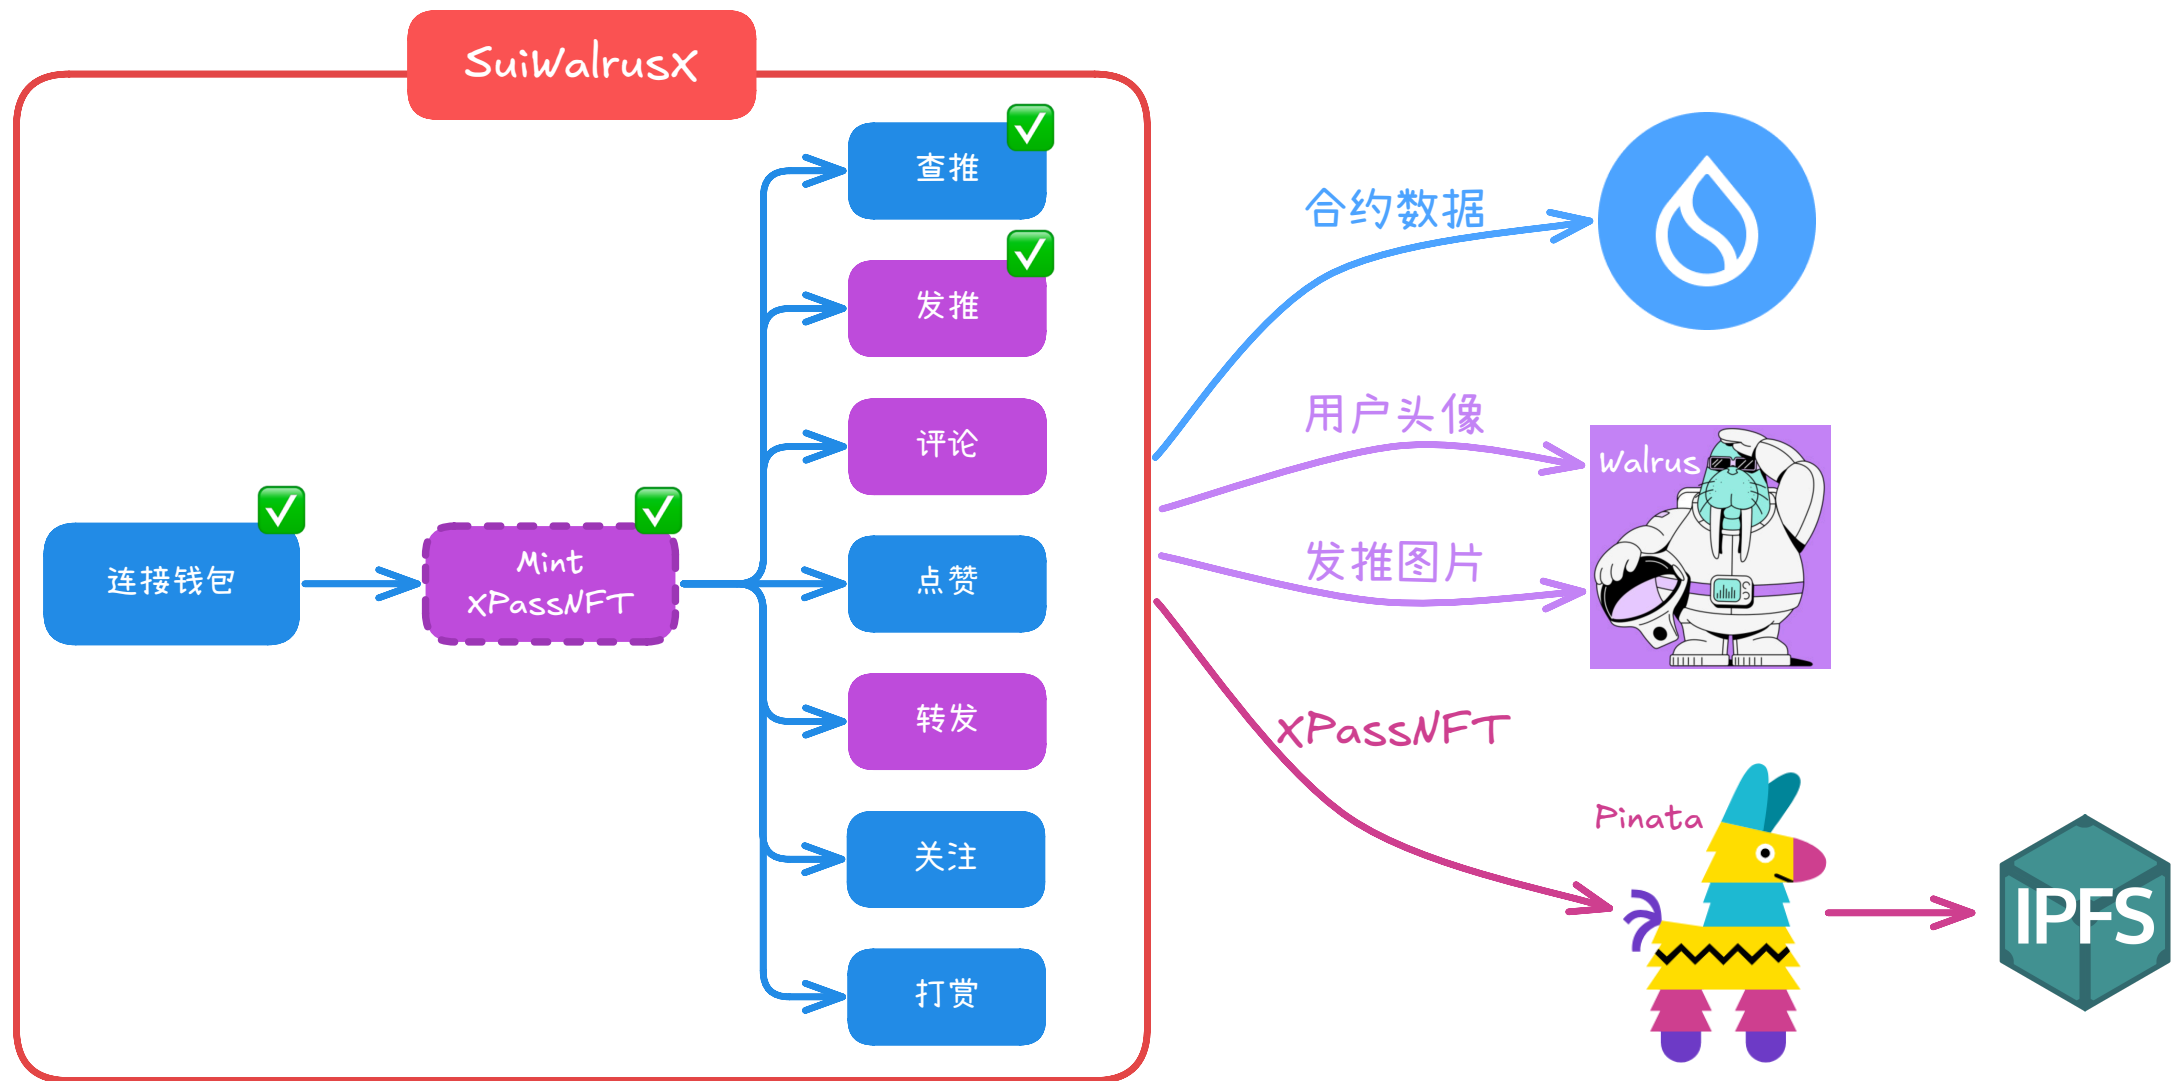 SuiWalrusX
查推
发推
评论
连接钱包
Mint
XPassNFT
点赞
转发
关注
打赏
合约数据
用户头像
Walrus
发推图片
XPassNFT
Pinata
IPFS